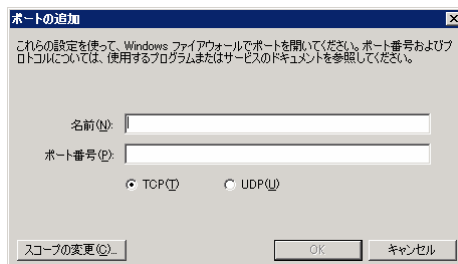 ポートの追加
これらの設定を使って、Windows ファイアウォールでポートを開いてください。ポート番号およびプ
ロトコルについては、使用するプログラムまたはサービスのドキュメントを参照してください。
名前(N):
ポート番号(P):
TCP(T) UDP(U)
スコープの変更(C)... OK キャンセル